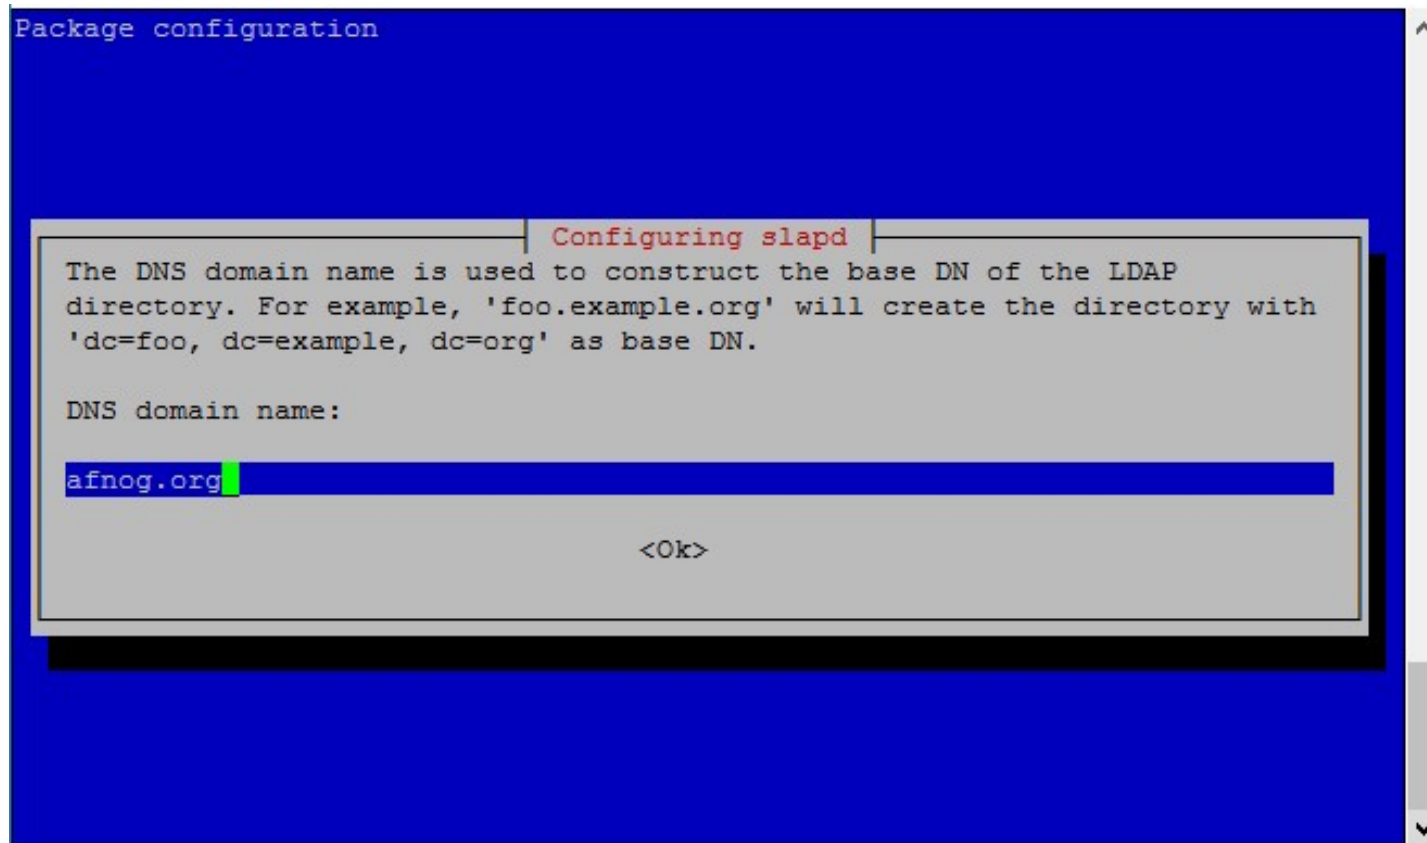 Package configuration
Configuring slapd
The DNS domain name is used to construct the base DN of the LDAP
directory. For example, 'foo.example.org' will create the directory with
'dc=foo, dc=example, dc=org' as base DN.
DNS domain name:
afnog.org
<Ok>